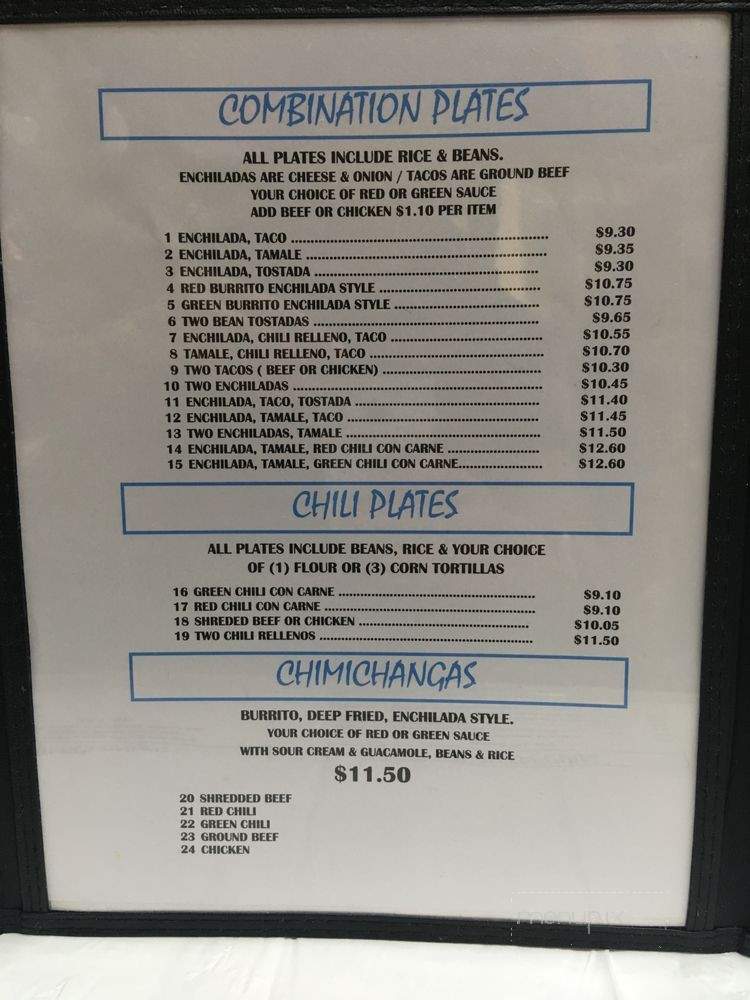 COMBINATION PLATES
ALL PLATES INCLUDE RICE & BEANS.
ENCHILADAS ARE CHEESE & ONION / TACOS ARE GROUND BEEF
YOUR CHOICE OF RED OR GREEN SAUCE
ADD BEEF OR CHICKEN $1.10 PER ITEM
1 ENCHILADA, TACO ........ $9.30
2 ENCHILADA, TAMALE ........ $9.35
3 ENCHILADA, TOSTADA ........ $9.30
4 RED BURRITO ENCHILADA STYLE ........ $10.75
5 GREEN BURRITO ENCHILADA STYLE ........ $10.75
6 TWO BEAN TOSTADAS ........ $9.65
7 ENCHILADA, CHILI RELLENO, TACO ........ $10.55
8 TAMALE, CHILI RELLENO, TACO ........ $10.70
9 TWO TACOS ( BEEF OR CHICKEN) ........ $10.30
10 TWO ENCHILADAS ........ $10.45
11 ENCHILADA, TACO, TOSTADA ........ $11.40
12 ENCHILADA, TAMALE, TACO ........ $11.45
13 TWO ENCHILADAS, TAMALE ........ $11.50
14 ENCHILADA, TAMALE, RED CHILI CON CARNE ........ $12.60
15 ENCHILADA, TAMALE, GREEN CHILI CON CARNE........ $12.60
CHILI PLATES
ALL PLATES INCLUDE BEANS, RICE & YOUR CHOICE
OF (1) FLOUR OR (3) CORN TORTILLAS
16 GREEN CHILI CON CARNE ........ $9.10
17 RED CHILI CON CARNE ........ $9.10
18 SHREDED BEEF OR CHICKEN ........ $10.05
19 TWO CHILI RELLENOS ........ $11.50
CHIMICHANGAS
BURRITO, DEEP FRIED, ENCHILADA STYLE.
YOUR CHOICE OF RED OR GREEN SAUCE
WITH SOUR CREAM & GUACAMOLE, BEANS & RICE
$11.50
20 SHREDDED BEEF
21 RED CHILI
22 GREEN CHILI
23 GROUND BEEF
24 CHICKEN
menupix